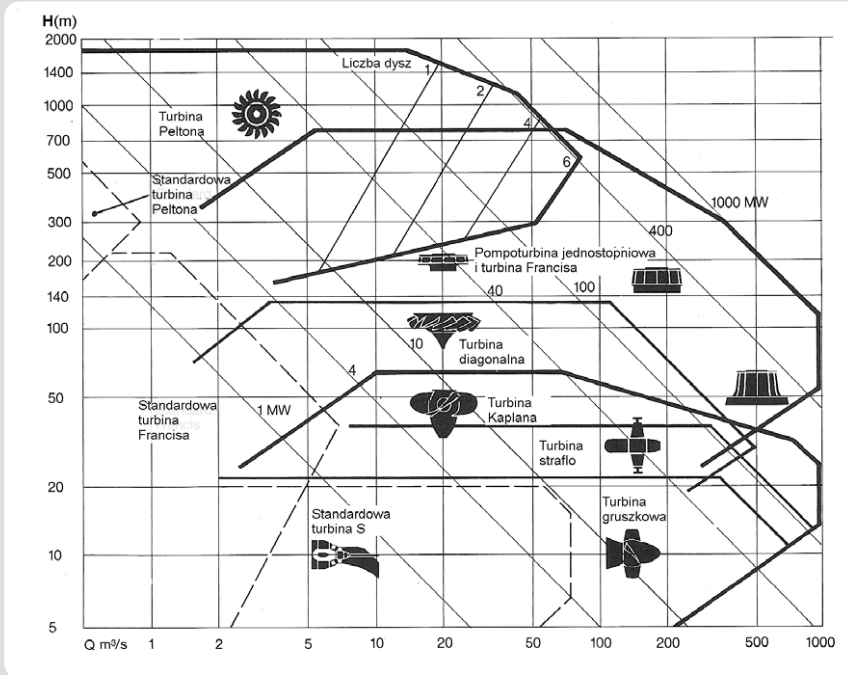 H(m)
2000
1400
1000
700
500
300
200
140
100
50
20
10
5
Liczba dysz
1
2
4
6
Turbina
Peltona
Standardowa
turbina
Peltona
1000 MW
400
Pompoturbina jednostopniowa
i turbina Francisa
40
100
10
Turbina
diagonalna
4
1 MW
Standardowa
turbina
Francisa
Turbina
Kaplana
Turbina
straflo
Standardowa
turbina S
Turbina
gruszkowa
Q m³/s
1
2
5
10
20
50
100
200
500
1000